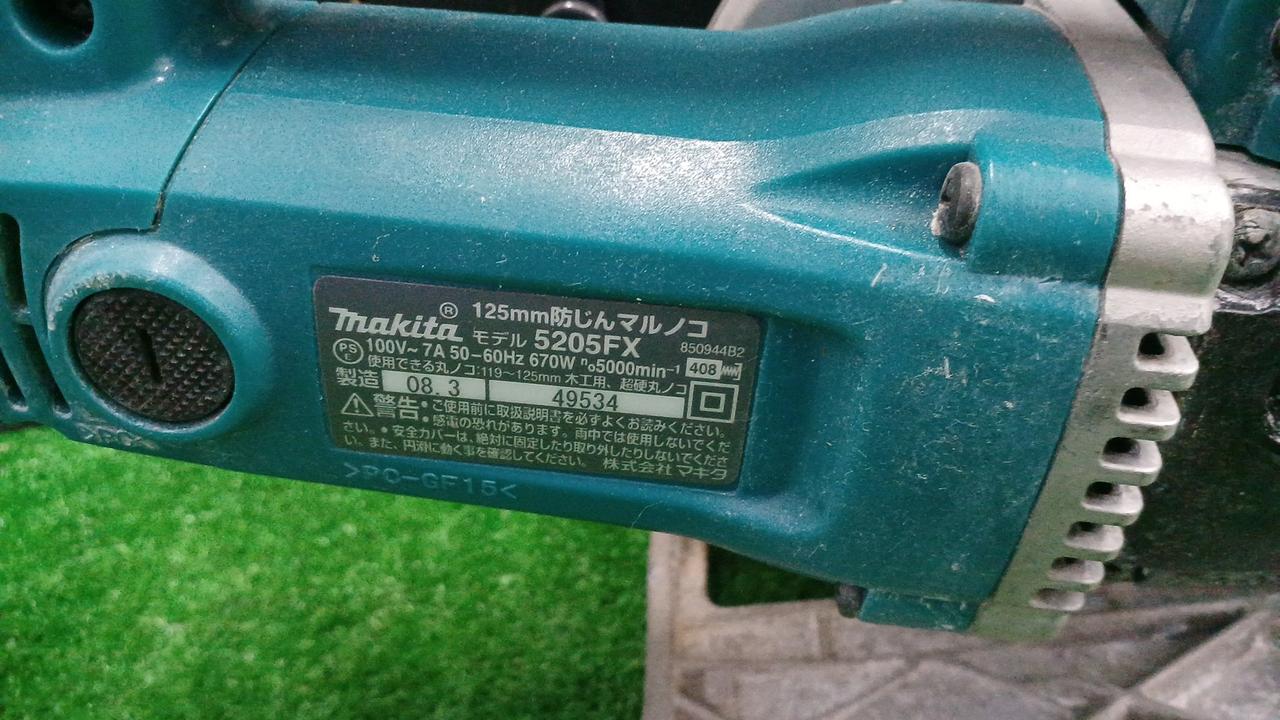 makita® 125mm防じんマルノコ
モデル 5205FX 850944B2
PSE 100V~7A 50-60Hz 670W n₀5000min⁻¹ 408
使用できる丸ノコ:119~125mm 木工用、超硬丸ノコ
製造 08.3 49534
警告 • ご使用前に取扱説明書を必ずよくお読みください。
• 感電の恐れがあります。雨中では使用しないでくだ
さい。• 安全カバーは、絶対に固定したり取り外したりしないでくださ
い。また、円滑に動く事を確認してください。 株式会社 マキタ
>PC-GF15<